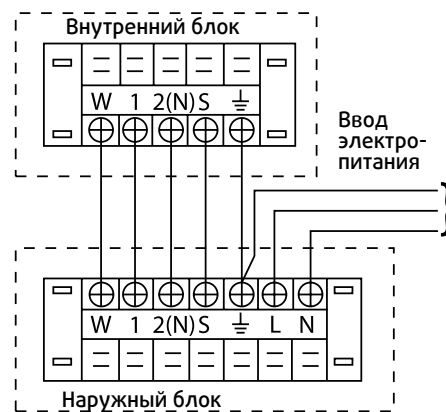 Внутренний блок
W 1 2(N) S ⏚
Ввод
электро-
питания
W 1 2(N) S ⏚ L N
Наружный блок